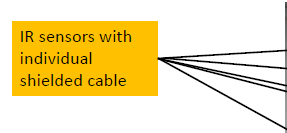 IR sensors with
individual
shielded cable